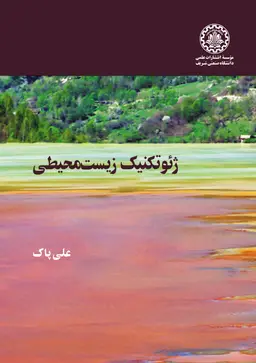 مؤسسهٔ انتشارات علمی
دانشگاه صنعتی شریف
ژئوتکنیک زیست‌محیطی
علی پاک